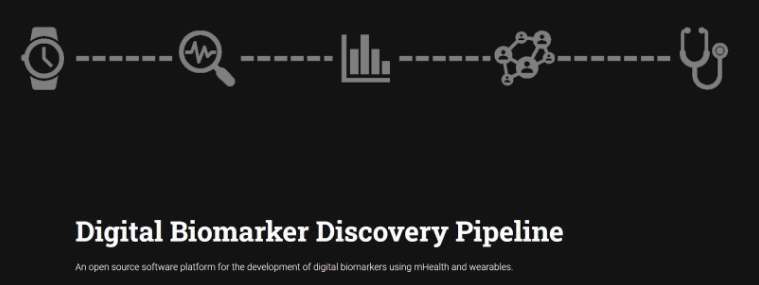 Digital Biomarker Discovery Pipeline
An open source software platform for the development of digital biomarkers using mHealth and wearables.